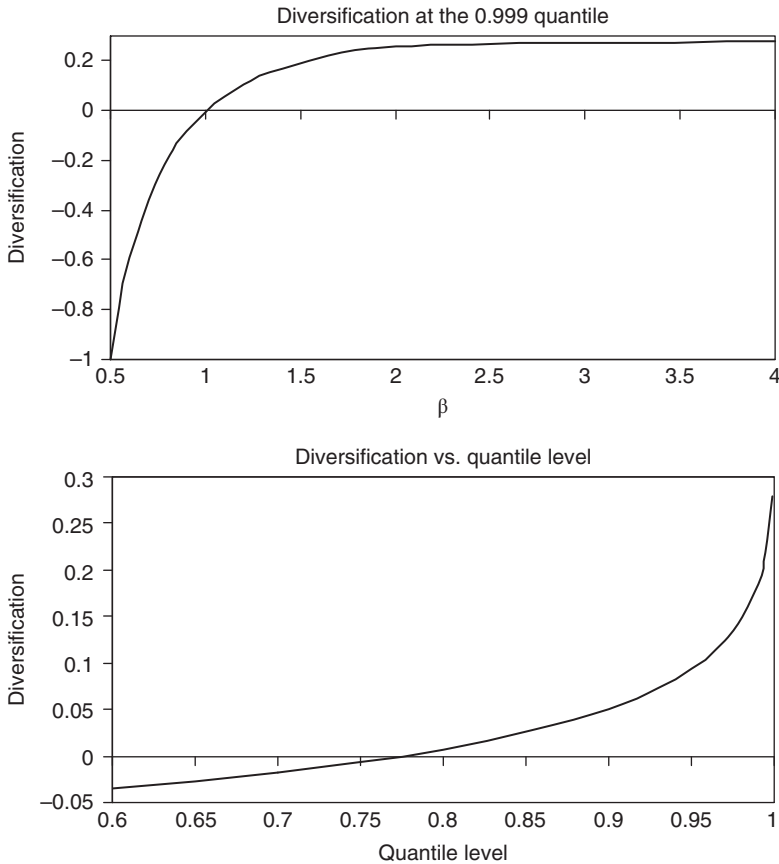 Diversification at the 0.999 quantile
Diversification
0.2
0
−0.2
−0.4
−0.6
−0.8
−1
0.5 1 1.5 2 2.5 3 3.5 4
β
Diversification vs. quantile level
Diversification
0.3
0.25
0.2
0.15
0.1
0.05
0
−0.05
0.6 0.65 0.7 0.75 0.8 0.85 0.9 0.95 1
Quantile level